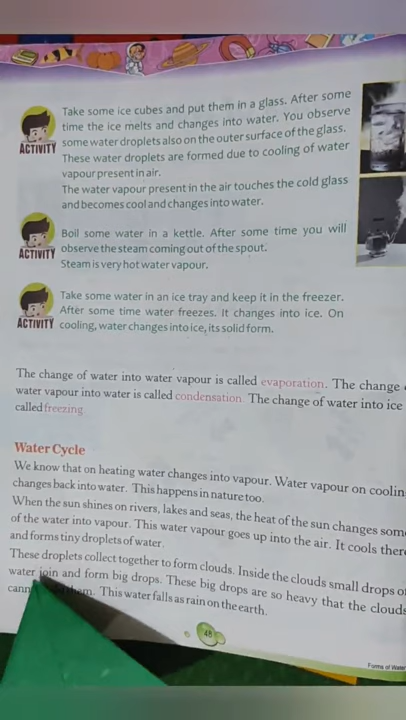 Take some ice cubes and put them in a glass. After some
time the ice melts and changes into water. You observe
some water droplets also on the outer surface of the glass.
ACTIVITY
These water droplets are formed due to cooling of water
vapour present in air.
The water vapour present in the air touches the cold glass
and becomes cool and changes into water.
Boil some water in a kettle. After some time you will
ACTIVITY observe the steam coming out of the spout.
Steam is very hot water vapour.
Take some water in an ice tray and keep it in the freezer.
After some time water freezes. It changes into ice. On
ACTIVITY cooling, water changes into ice, its solid form.
The change of water into water vapour is called evaporation. The change
water vapour into water is called condensation. The change of water into ice
called freezing.
Water Cycle
We know that on heating water changes into vapour. Water vapour on coolin
changes back into water. This happens in nature too.
When the sun shines on rivers, lakes and seas, the heat of the sun changes som
of the water into vapour. This water vapour goes up into the air. It cools ther
and forms tiny droplets of water.
These droplets collect together to form clouds. Inside the clouds small drops o
water join and form big drops. These big drops are so heavy that the clouds
This water falls as rain on the earth.
48
Forms of Water